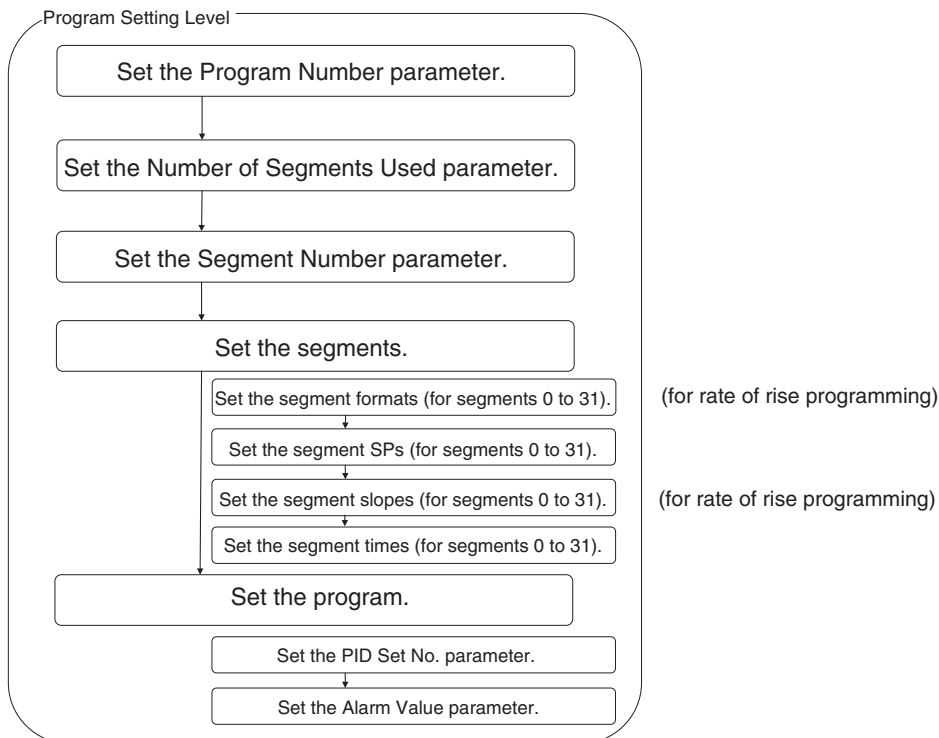 Program Setting Level
Set the Program Number parameter.
Set the Number of Segments Used parameter.
Set the Segment Number parameter.
Set the segments.
Set the segment formats (for segments 0 to 31). (for rate of rise programming)
Set the segment SPs (for segments 0 to 31).
Set the segment slopes (for segments 0 to 31). (for rate of rise programming)
Set the segment times (for segments 0 to 31).
Set the program.
Set the PID Set No. parameter.
Set the Alarm Value parameter.